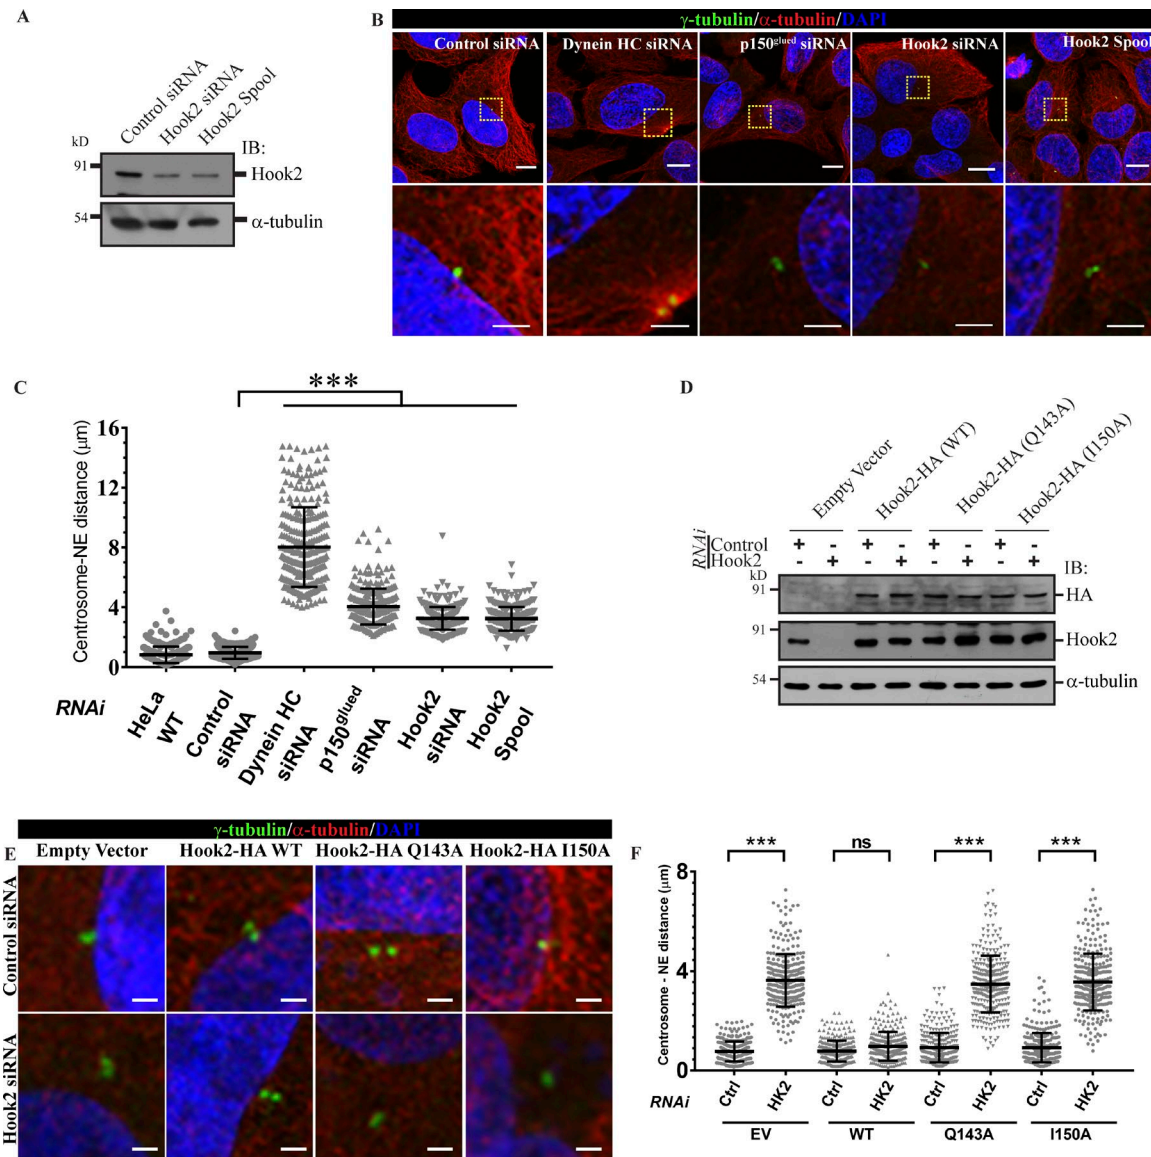 A
Control siRNA
Hook2 siRNA
Hook2 Spool
kD
IB:
91
Hook2
54
α-tubulin
B
γ-tubulin/α-tubulin/DAPI
Control siRNA
Dynein HC siRNA
p150glued siRNA
Hook2 siRNA
Hook2 Spool
C
***
Centrosome-NE distance (μm)
16
12
8
4
0
RNAi
HeLa WT
Control siRNA
Dynein HC siRNA
p150glued siRNA
Hook2 siRNA
Hook2 Spool
D
Empty Vector
Hook2-HA (WT)
Hook2-HA (Q143A)
Hook2-HA (I150A)
RNAi
Control + - + - + - + -
Hook2 - + - + - + - +
kD
IB:
91
HA
91
Hook2
54
α-tubulin
E
γ-tubulin/α-tubulin/DAPI
Empty Vector
Hook2-HA WT
Hook2-HA Q143A
Hook2-HA I150A
Control siRNA
Hook2 siRNA
F
*** ns *** ***
Centrosome - NE distance (μm)
8
4
0
RNAi
Ctrl HK2 Ctrl HK2 Ctrl HK2 Ctrl HK2
EV WT Q143A I150A